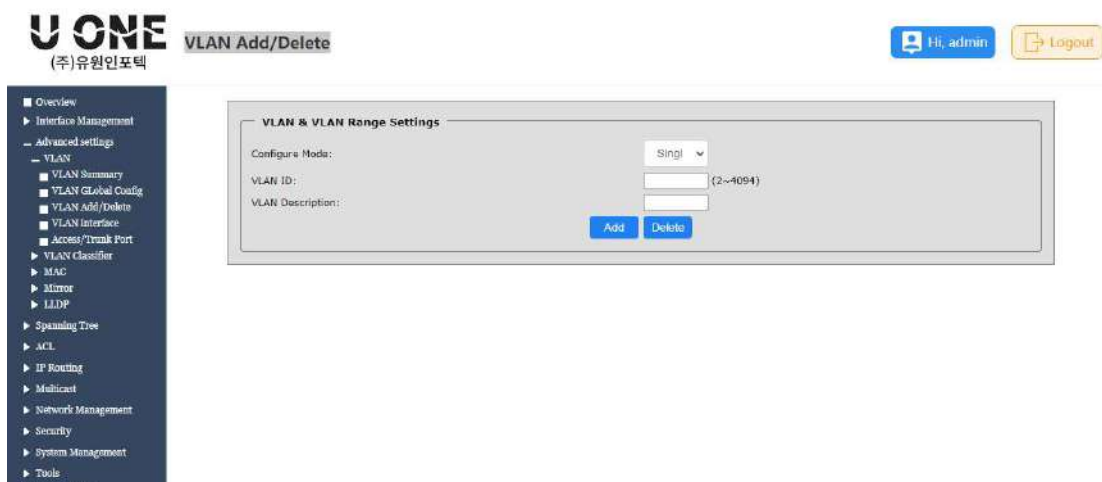 U ONE
(주)유원인포텍
VLAN Add/Delete
Hi, admin
Logout
Overview
Interface Management
Advanced settings
VLAN
VLAN Summary
VLAN GLobal Config
VLAN Add/Delete
VLAN Interface
Access/Trunk Port
VLAN Classifier
MAC
Mirror
LLDP
Spanning Tree
ACL
IP Routing
Multicast
Network Management
Security
System Management
Tools
VLAN & VLAN Range Settings
Configure Mode: Singl
VLAN ID: (2~4094)
VLAN Description:
Add Delete